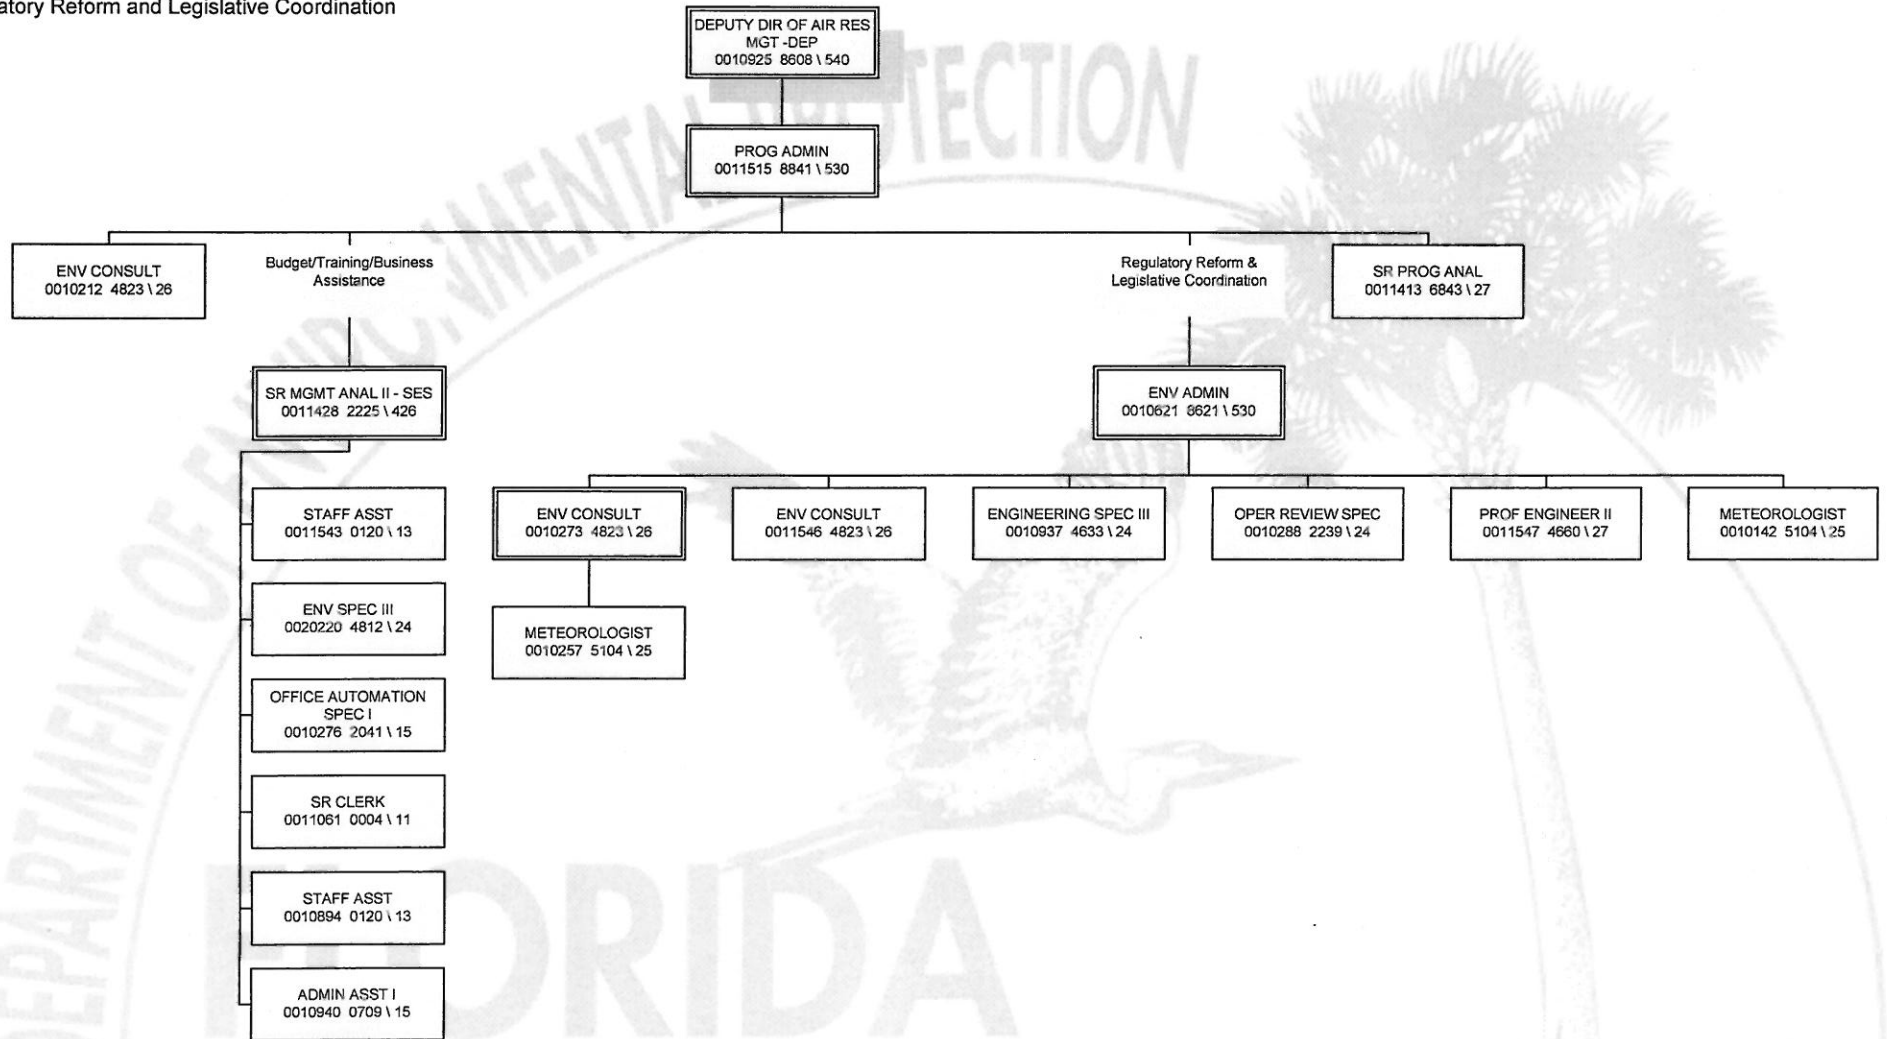 atory Reform and Legislative Coordination
DEPUTY DIR OF AIR RES
MGT -DEP
0010925 8608 \ 540
PROG ADMIN
0011515 8841 \ 530
ENV CONSULT
0010212 4823 \ 26
Budget/Training/Business
Assistance
Regulatory Reform &
Legislative Coordination
SR PROG ANAL
0011413 6843 \ 27
SR MGMT ANAL II - SES
0011428 2225 \ 426
ENV ADMIN
0010621 8621 \ 530
STAFF ASST
0011543 0120 \ 13
ENV SPEC III
0020220 4812 \ 24
OFFICE AUTOMATION
SPEC I
0010276 2041 \ 15
SR CLERK
0011061 0004 \ 11
STAFF ASST
0010894 0120 \ 13
ADMIN ASST I
0010940 0709 \ 15
ENV CONSULT
0010273 4823 \ 26
METEOROLOGIST
0010257 5104 \ 25
ENV CONSULT
0011546 4823 \ 26
ENGINEERING SPEC III
0010937 4633 \ 24
OPER REVIEW SPEC
0010288 2239 \ 24
PROF ENGINEER II
0011547 4660 \ 27
METEOROLOGIST
0010142 5104 \ 25
DEPARTMENT OF ENVIRONMENTAL PROTECTION
FLORIDA